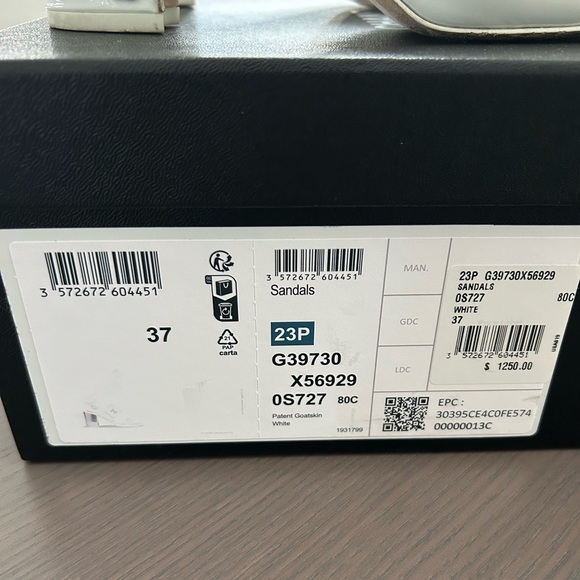 3 572672 604451
37
21
PAP
carta
3 572672 604451
Sandals
23P
G39730
X56929
0S727 80C
Patent Goatskin
White
1931799
MAN.
GDC
LDC
23P G39730X56929
SANDALS
0S727 80C
WHITE
37
3 572672 604451
$ 1250.00
EPC :
30395CE4C0FE574
00000013C